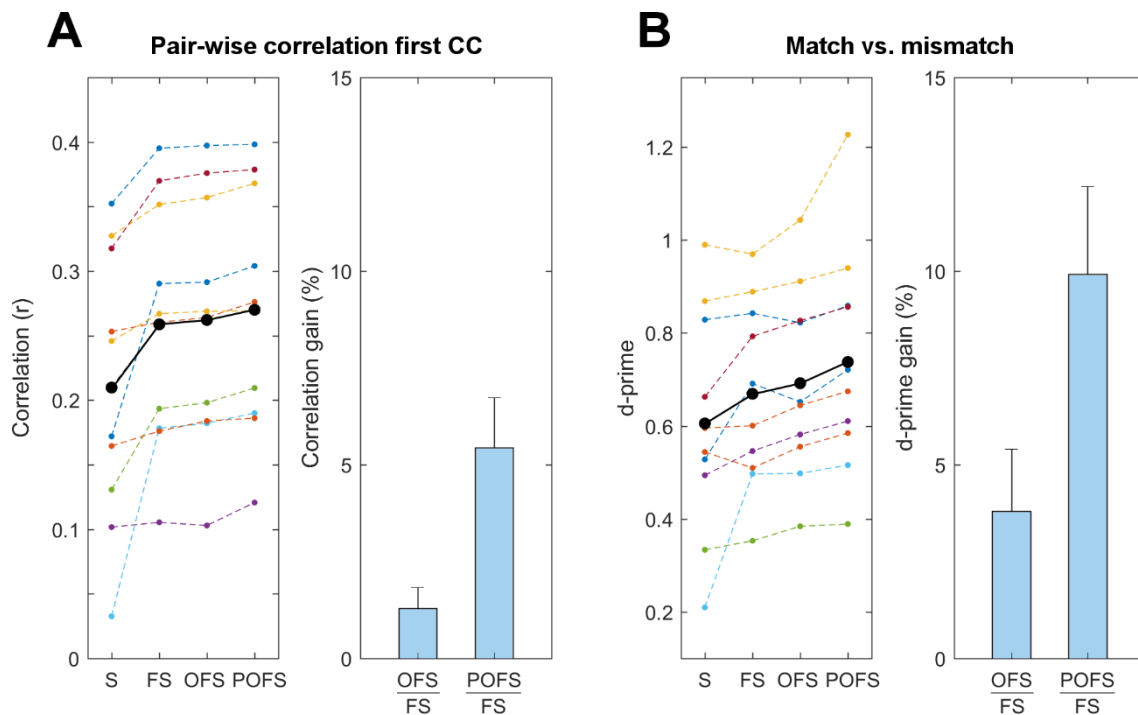 A
Pair-wise correlation first CC
Correlation (r)
0.4
0.3
0.2
0.1
0
S FS OFS POFS
Correlation gain (%)
15
10
5
0
OFS POFS
FS FS
B
Match vs. mismatch
d-prime
1.2
1
0.8
0.6
0.4
0.2
S FS OFS POFS
d-prime gain (%)
15
10
5
0
OFS POFS
FS FS